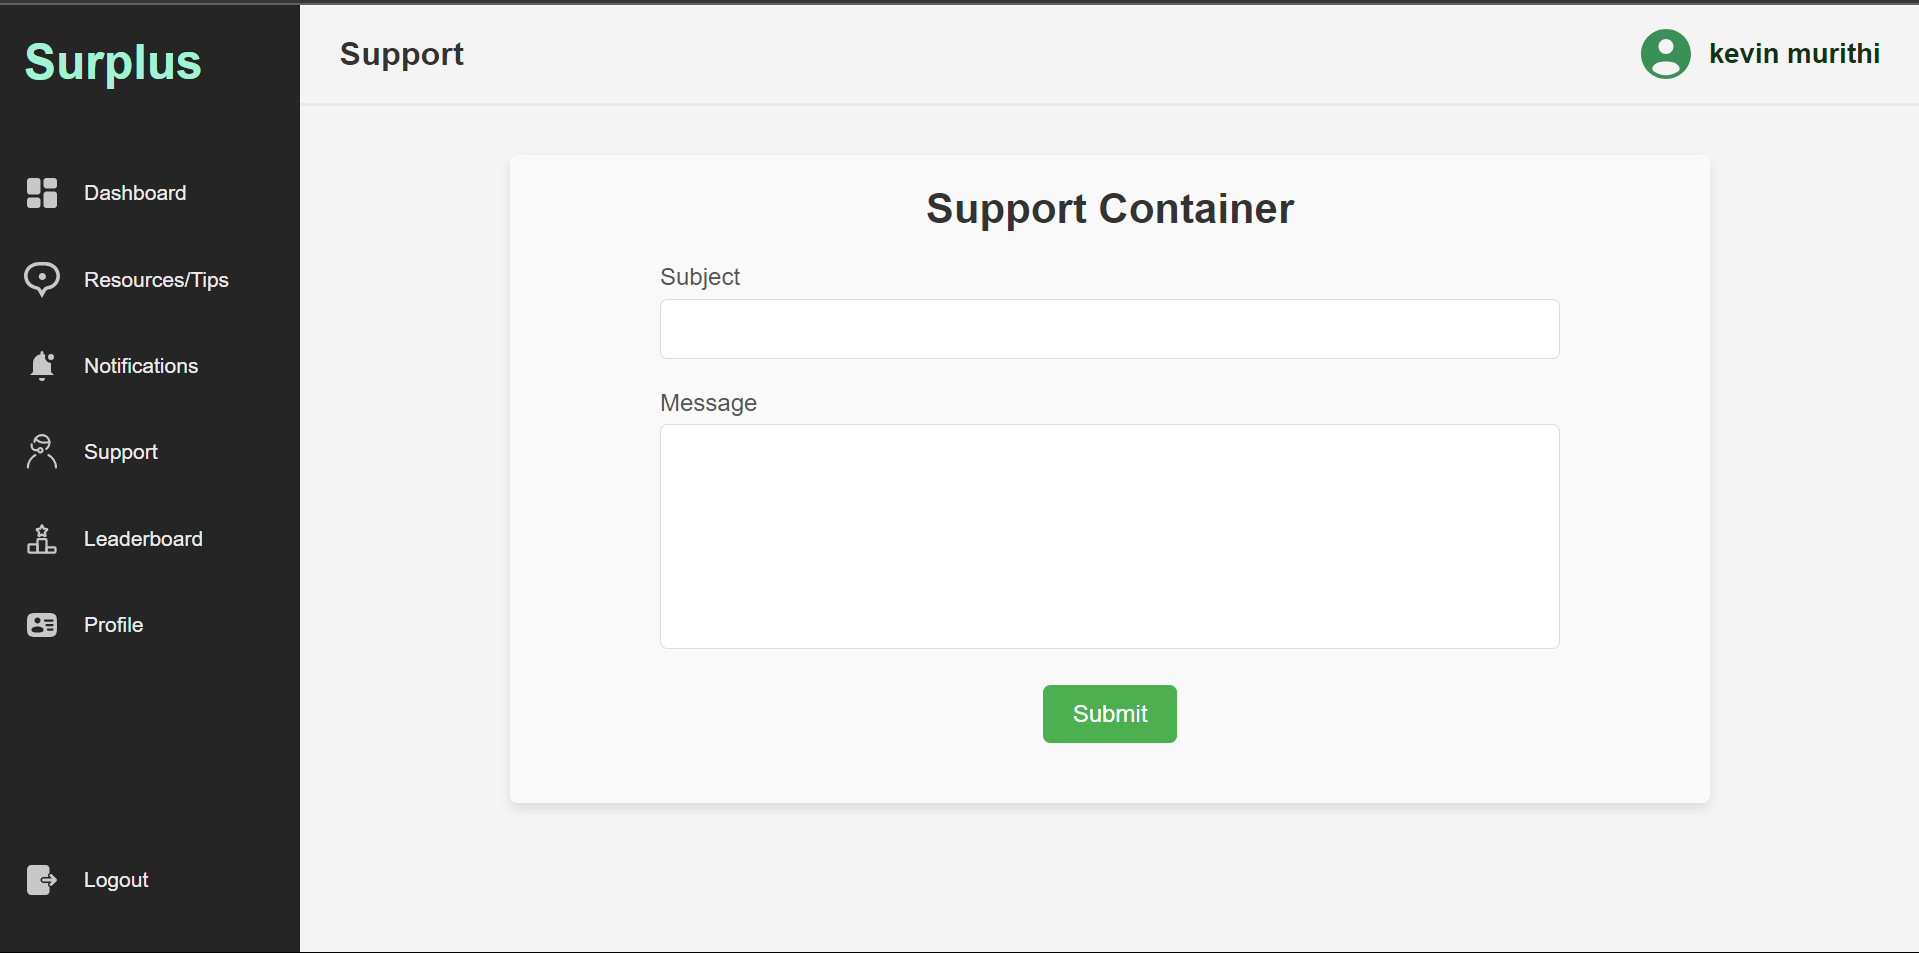 Surplus
Dashboard
Resources/Tips
Notifications
Support
Leaderboard
Profile
Logout
Support
kevin murithi
Support Container
Subject
Message
Submit